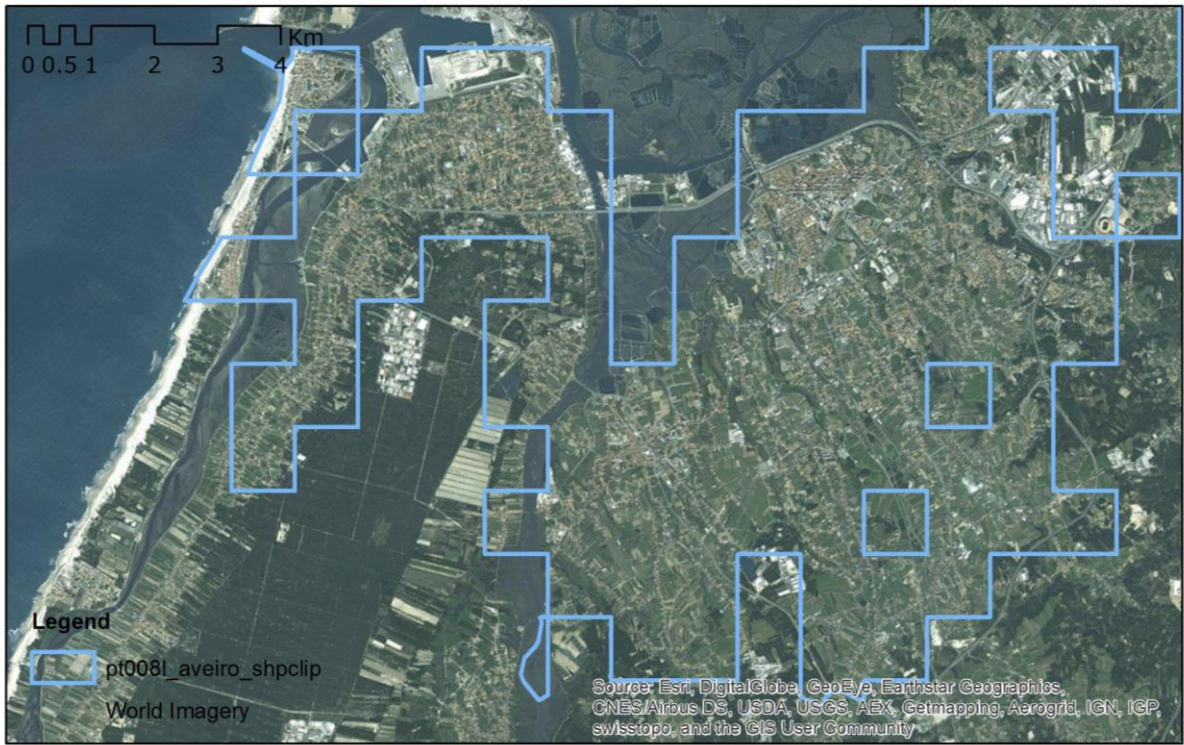 Km
0 0.5 1 2 3 4
Legend
pt008l_aveiro_shpclip
World Imagery
Source: Esri, DigitalGlobe, GeoEye, Earthstar Geographics,
CNES/Airbus DS, USDA, USGS, AEX, Getmapping, Aerogrid, IGN, IGP,
swisstopo, and the GIS User Community